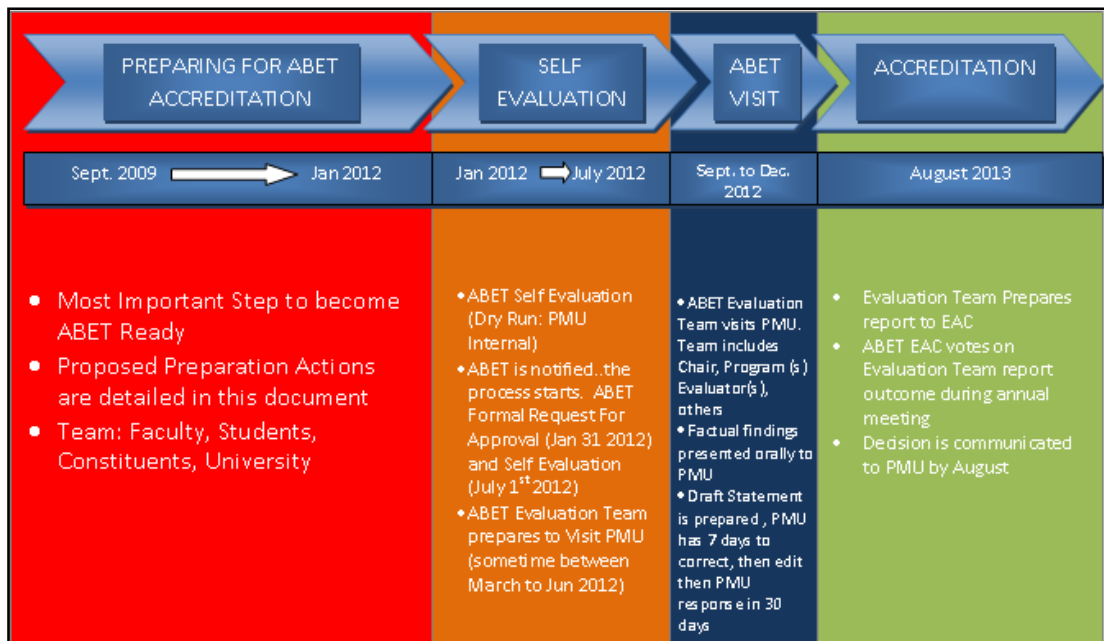 PREPARING FOR ABET
ACCREDITATION
SELF
EVALUATION
ABET
VISIT
ACCREDITATION
Sept. 2009 Jan 2012
Jan 2012 July 2012
Sept. to Dec.
2012
August 2013
• Most Important Step to become
ABET Ready
• Proposed Preparation Actions
are detailed in this document
• Team: Faculty, Students,
Constituents, University
•ABET Self Evaluation
(Dry Run: PMU
Internal)
•ABET is notified..the
process starts. ABET
Formal Request For
Approval (Jan 31 2012)
and Self Evaluation
(July 1st 2012)
•ABET Evaluation Team
prepares to Visit PMU
(sometime between
March to Jun 2012)
•ABET Evaluation
Team visits PMU.
Team includes
Chair, Program (s)
Evaluator(s),
others
•Factual findings
presented orally to
PMU
•Draft Statement
is prepared , PMU
has 7 days to
correct, then edit
then PMU
response in 30
days
• Evaluation Team Prepares
report to EAC
• ABET EAC votes on
Evaluation Team report
outcome during annual
meeting
• Decision is communicated
to PMU by August